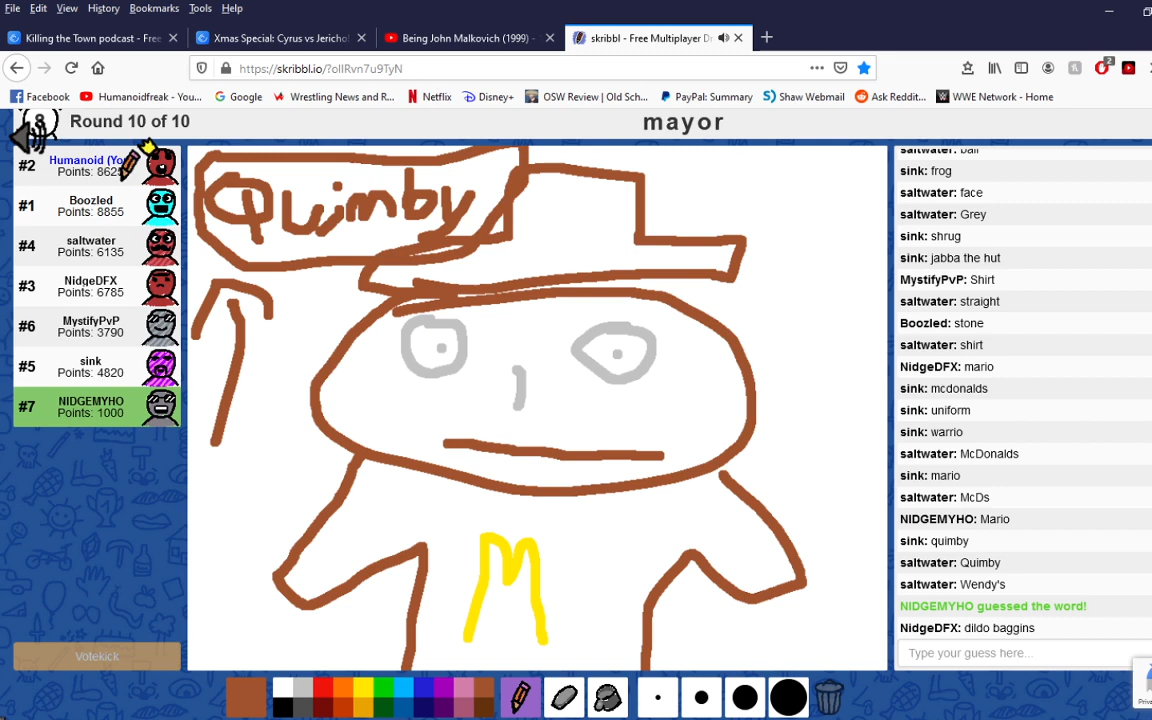 File Edit View History Bookmarks Tools Help
Killing the Town podcast - Free
Xmas Special: Cyrus vs Jericho!
Being John Malkovich (1999) -
skribbl - Free Multiplayer Dr
https://skribbl.io/?olIRvn7u9TyN
2
Facebook
Humanoidfreak - You...
Google
Wrestling News and R...
Netflix
Disney+
OSW Review | Old Sch...
PayPal: Summary
Shaw Webmail
Ask Reddit...
WWE Network - Home
8
Round 10 of 10
mayor
#2
Humanoid (You
Points: 8625
#1
Boozled
Points: 8855
#4
saltwater
Points: 6135
#3
NidgeDFX
Points: 6785
#6
MystifyPvP
Points: 3790
#5
sink
Points: 4820
#7
NIDGEMYHO
Points: 1000
Votekick
Quimby
M
saltwater: ball
sink: frog
saltwater: face
saltwater: Grey
sink: shrug
sink: jabba the hut
MystifyPvP: Shirt
saltwater: straight
Boozled: stone
saltwater: shirt
NidgeDFX: mario
sink: mcdonalds
sink: uniform
sink: warrio
saltwater: McDonalds
sink: mario
saltwater: McDs
NIDGEMYHO: Mario
sink: quimby
saltwater: Quimby
saltwater: Wendy's
NIDGEMYHO guessed the word!
NidgeDFX: dildo baggins
Type your guess here...